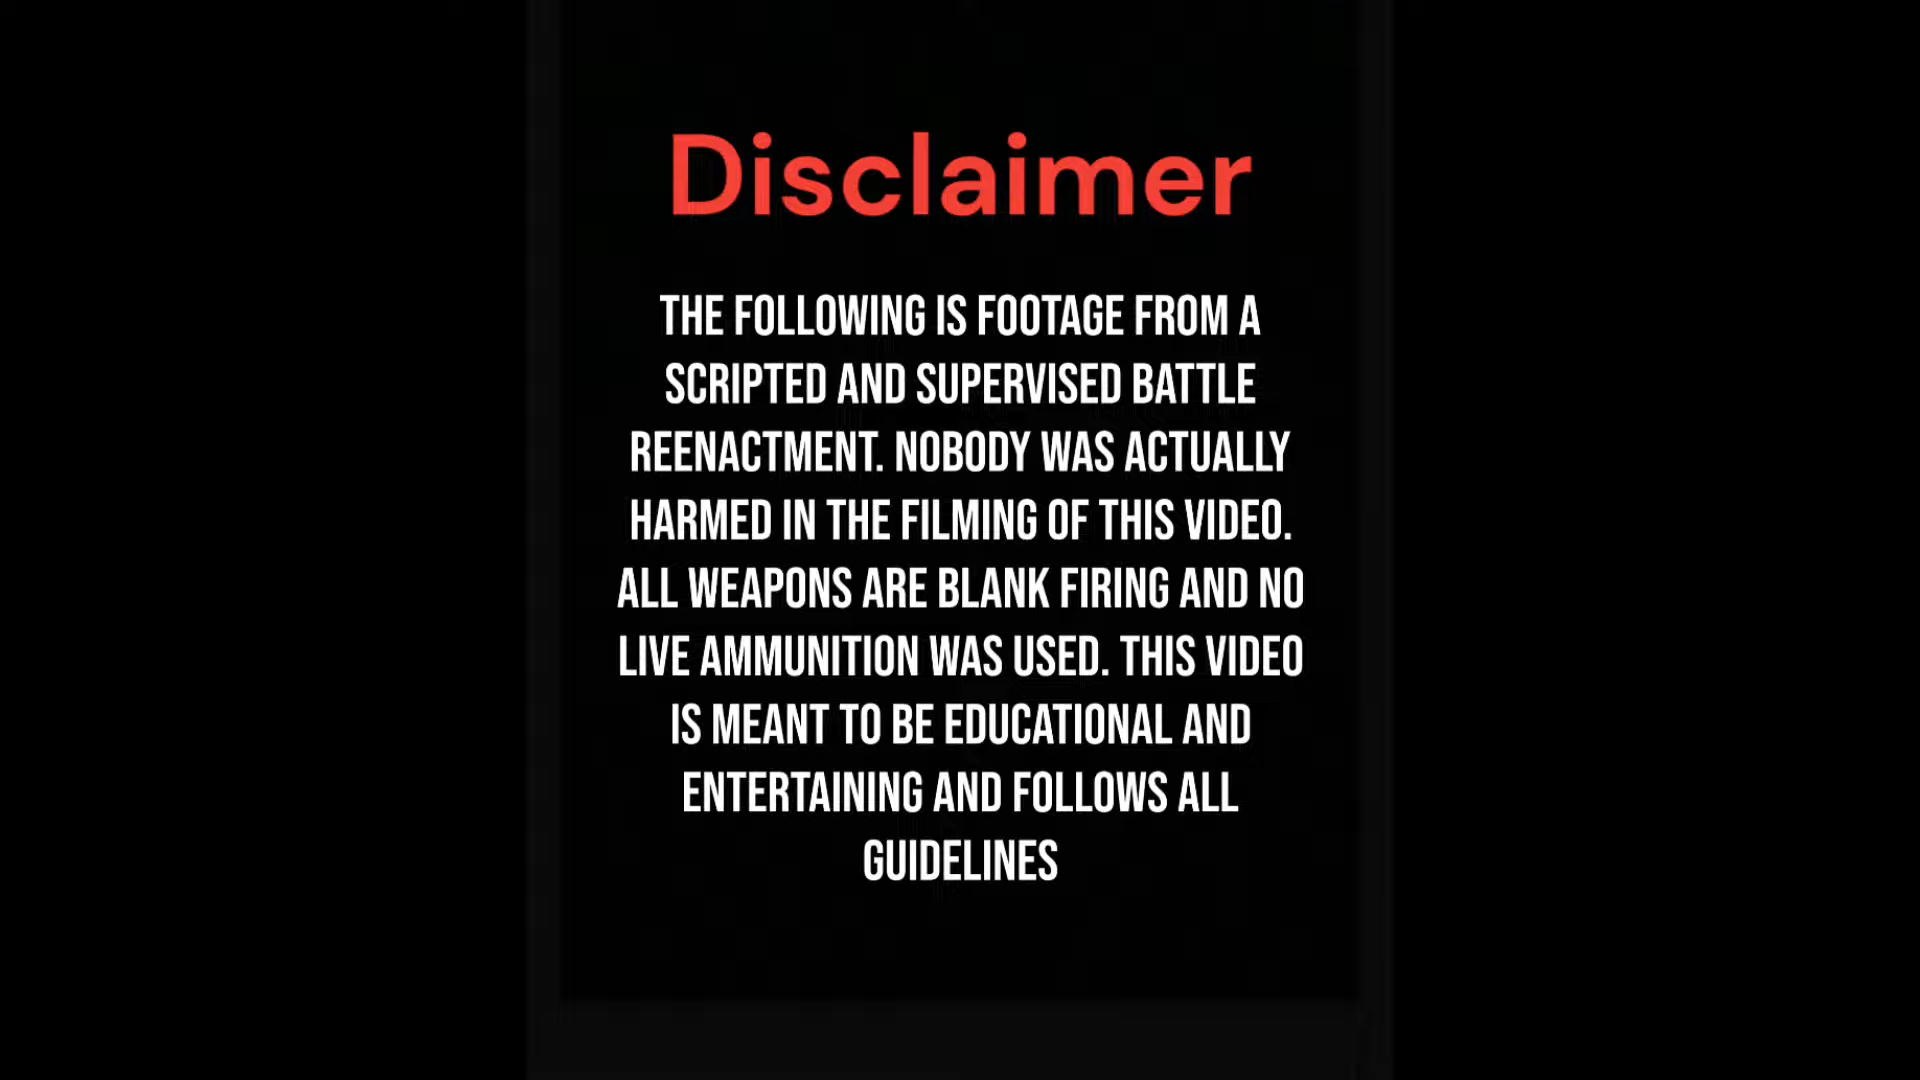 Disclaimer
THE FOLLOWING IS FOOTAGE FROM A
SCRIPTED AND SUPERVISED BATTLE
REENACTMENT. NOBODY WAS ACTUALLY
HARMED IN THE FILMING OF THIS VIDEO.
ALL WEAPONS ARE BLANK FIRING AND NO
LIVE AMMUNITION WAS USED. THIS VIDEO
IS MEANT TO BE EDUCATIONAL AND
ENTERTAINING AND FOLLOWS ALL
GUIDELINES